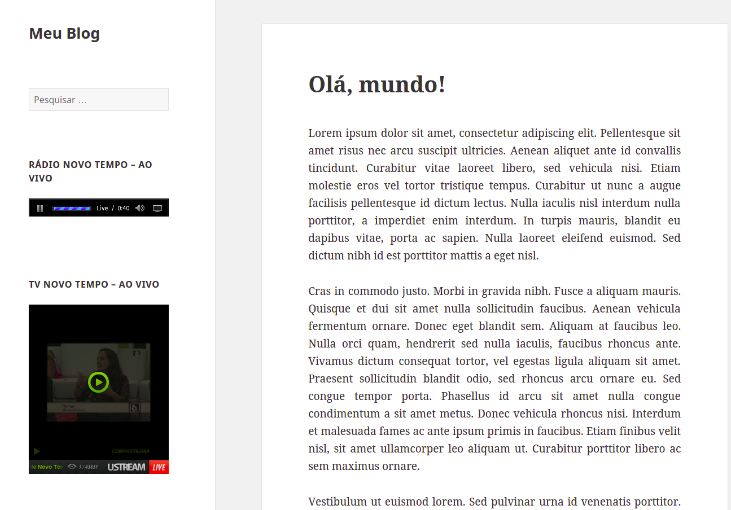 Meu Blog
Pesquisar …
RÁDIO NOVO TEMPO – AO
VIVO
Live / 0:40
TV NOVO TEMPO – AO VIVO
USTREAM LIVE
Olá, mundo!
Lorem ipsum dolor sit amet, consectetur adipiscing elit. Pellentesque sit
amet risus nec arcu suscipit ultricies. Aenean aliquet ante id convallis
tincidunt. Curabitur vitae laoreet libero, sed vehicula nisi. Etiam
molestie eros vel tortor tristique tempus. Curabitur ut nunc a augue
facilisis pellentesque id dictum lectus. Nulla iaculis nisl interdum nulla
porttitor, a imperdiet enim interdum. In turpis mauris, blandit eu
dapibus vitae, porta ac sapien. Nulla laoreet eleifend euismod. Sed
dictum nibh id est porttitor mattis a eget nisl.
Cras in commodo justo. Morbi in gravida nibh. Fusce a aliquam mauris.
Quisque et dui sit amet nulla sollicitudin faucibus. Aenean vehicula
fermentum ornare. Donec eget blandit sem. Aliquam at faucibus leo.
Nulla orci quam, hendrerit sed nulla iaculis, faucibus rhoncus ante.
Vivamus dictum consequat tortor, vel egestas ligula aliquam sit amet.
Praesent sollicitudin blandit odio, sed rhoncus arcu ornare eu. Sed
congue tempor porta. Phasellus id arcu sit amet nulla congue
condimentum a sit amet metus. Donec vehicula rhoncus nisi. Interdum
et malesuada fames ac ante ipsum primis in faucibus. Etiam finibus velit
nisl, sit amet ullamcorper leo aliquam ut. Curabitur porttitor libero ac
sem maximus ornare.
Vestibulum ut euismod lorem. Sed pulvinar urna id venenatis porttitor.